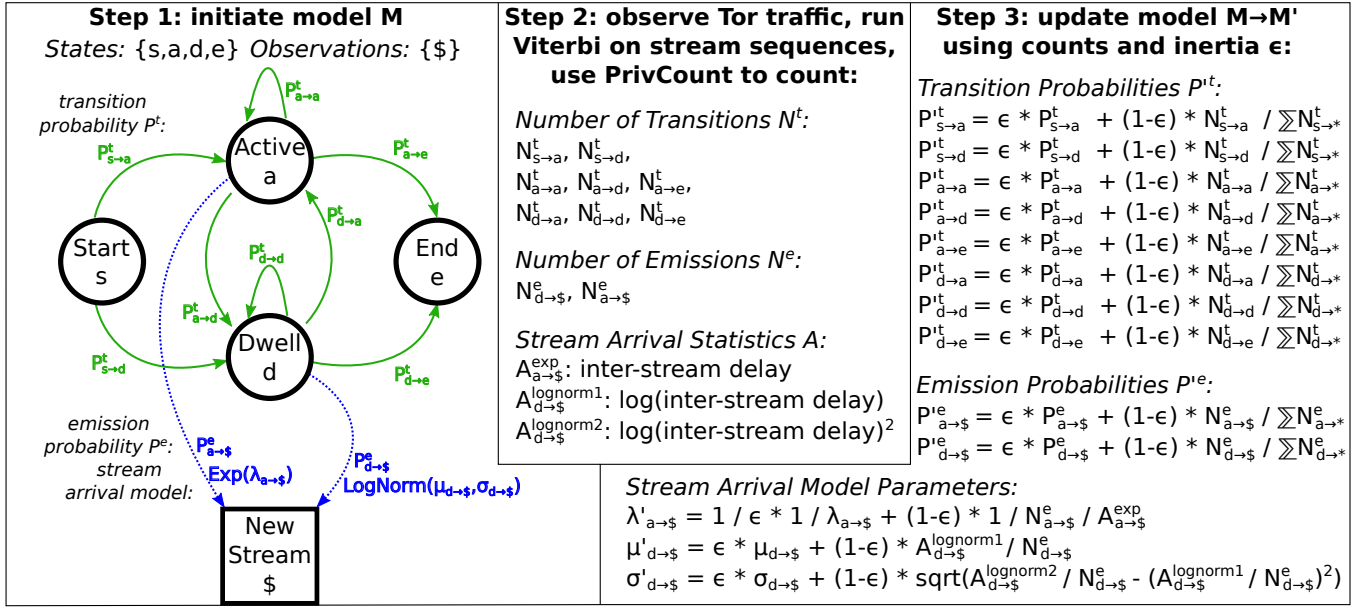 Step 1: initiate model M
States: {s,a,d,e} Observations: {$}
transition
probability Pᵗ:
Pᵗa→a
Active
a
Pᵗs→a
Pᵗa→e
Pᵗd→a
Start
s
End
e
Pᵗd→d
Pᵗa→d
Dwell
d
Pᵗs→d
Pᵗd→e
emission
probability Pᵉ:
stream
arrival model:
Pᵉa→$
Exp(λa→$)
Pᵉd→$
LogNorm(μd→$,σd→$)
New
Stream
$
Step 2: observe Tor traffic, run
Viterbi on stream sequences,
use PrivCount to count:
Number of Transitions Nᵗ:
Nᵗs→a, Nᵗs→d,
Nᵗa→a, Nᵗa→d, Nᵗa→e,
Nᵗd→a, Nᵗd→d, Nᵗd→e
Number of Emissions Nᵉ:
Nᵉd→$, Nᵉa→$
Stream Arrival Statistics A:
A^exp a→$: inter-stream delay
A^lognorm1 d→$: log(inter-stream delay)
A^lognorm2 d→$: log(inter-stream delay)²
Step 3: update model M→M'
using counts and inertia ϵ:
Transition Probabilities P'ᵗ:
P'ᵗs→a = ϵ * Pᵗs→a + (1-ϵ) * Nᵗs→a / ∑Nᵗs→*
P'ᵗs→d = ϵ * Pᵗs→d + (1-ϵ) * Nᵗs→d / ∑Nᵗs→*
P'ᵗa→a = ϵ * Pᵗa→a + (1-ϵ) * Nᵗa→a / ∑Nᵗa→*
P'ᵗa→d = ϵ * Pᵗa→d + (1-ϵ) * Nᵗa→d / ∑Nᵗa→*
P'ᵗa→e = ϵ * Pᵗa→e + (1-ϵ) * Nᵗa→e / ∑Nᵗa→*
P'ᵗd→a = ϵ * Pᵗd→a + (1-ϵ) * Nᵗd→a / ∑Nᵗd→*
P'ᵗd→d = ϵ * Pᵗd→d + (1-ϵ) * Nᵗd→d / ∑Nᵗd→*
P'ᵗd→e = ϵ * Pᵗd→e + (1-ϵ) * Nᵗd→e / ∑Nᵗd→*
Emission Probabilities P'ᵉ:
P'ᵉa→$ = ϵ * Pᵉa→$ + (1-ϵ) * Nᵉa→$ / ∑Nᵉa→*
P'ᵉd→$ = ϵ * Pᵉd→$ + (1-ϵ) * Nᵉd→$ / ∑Nᵉd→*
Stream Arrival Model Parameters:
λ'a→$ = 1 / ϵ * 1 / λa→$ + (1-ϵ) * 1 / Nᵉa→$ / A^exp a→$
μ'd→$ = ϵ * μd→$ + (1-ϵ) * A^lognorm1 d→$ / Nᵉd→$
σ'd→$ = ϵ * σd→$ + (1-ϵ) * sqrt(A^lognorm2 d→$ / Nᵉd→$ - (A^lognorm1 d→$ / Nᵉd→$)²)